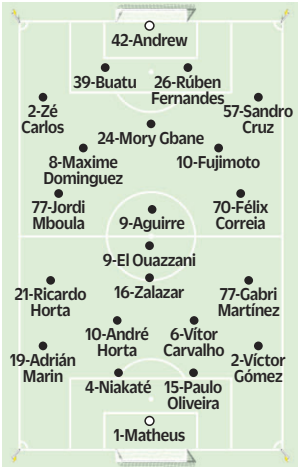 42-Andrew
39-Buatu
26-Rúben
Fernandes
2-Zé
Carlos
57-Sandro
Cruz
24-Mory Gbane
8-Maxime
Dominguez
10-Fujimoto
77-Jordi
Mboula
70-Félix
Correia
9-Aguirre
9-El Ouazzani
16-Zalazar
21-Ricardo
Horta
77-Gabri
Martínez
10-André
Horta
6-Vítor
Carvalho
19-Adrián
Marin
2-Víctor
Gómez
4-Niakaté
15-Paulo
Oliveira
1-Matheus